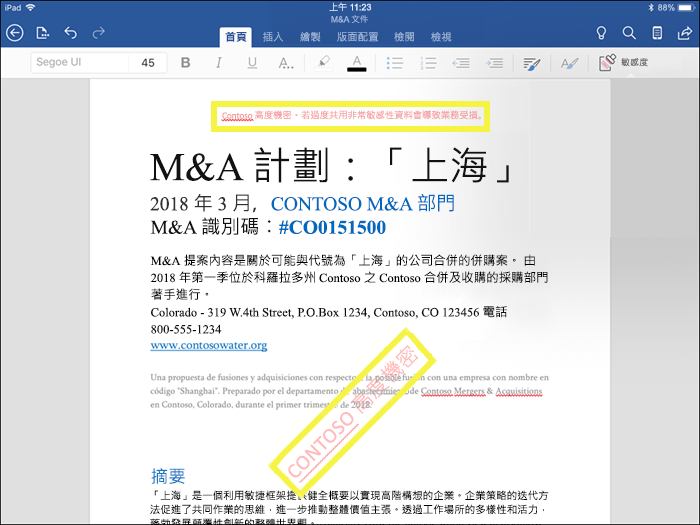 iPad 上午 11:23 88%
M&A 文件
首頁 插入 繪製 版面配置 檢閱 檢視
Segoe UI 45 B I U A... A 敏感度
Contoso 高度機密、若過度共用非常敏感性資料會導致業務受損。
M&A 計劃：「上海」
2018 年 3 月，CONTOSO M&A 部門
M&A 識別碼：#CO0151500
M&A 提案內容是關於可能與代號為「上海」的公司合併的併購案。 由
2018 年第一季位於科羅拉多州 Contoso 之 Contoso 合併及收購的採購部門
著手進行。
Colorado - 319 W.4th Street, P.O.Box 1234, Contoso, CO 123456 電話
800-555-1234
www.contosowater.org
Una propuesta de fusiones y adquisiciones con respecto a la posible fusión con una empresa con nombre en
código "Shanghai". Preparado por el departamento de abastecimiento de Contoso Mergers & Acquisitions
en Contoso, Colorado, durante el primer trimestre de 2018.
CONTOSO 高度機密
摘要
「上海」是一個利用敏捷框架提供健全概要以實現高階構想的企業。企業策略的迭代方
法促進了共同作業的思維，進一步推動整體價值主張。透過工作場所的多樣性和活力，